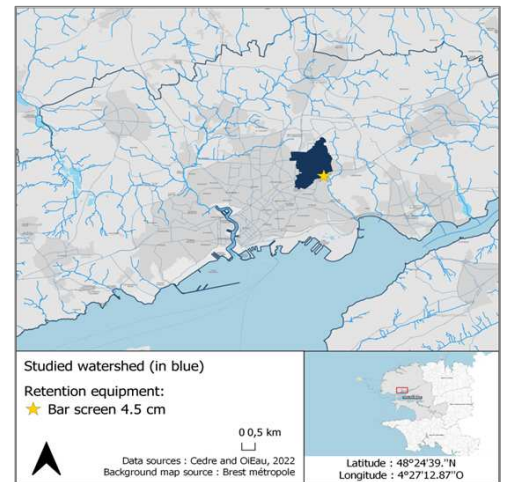 Studied watershed (in blue)
Retention equipment:
Bar screen 4.5 cm
0 0,5 km
Data sources : Cedre and OiEau, 2022
Background map source : Brest métropole
Latitude : 48°24'39.''N
Longitude : 4°27'12.87''O